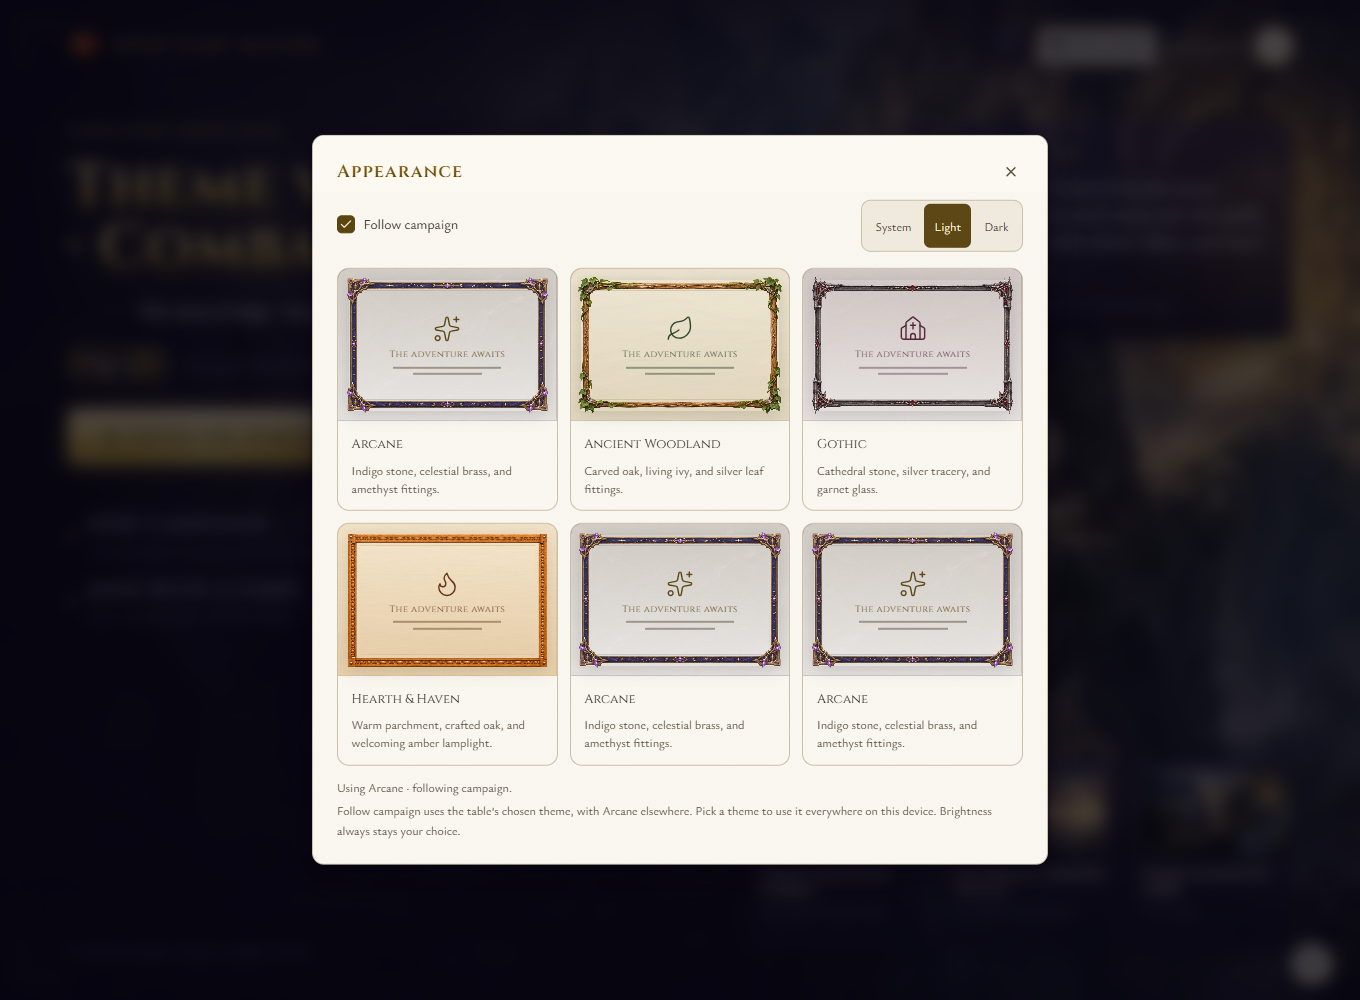 THEME
Appearance
Follow campaign
System Light Dark
The adventure awaits
The adventure awaits
The adventure awaits
Arcane
Indigo stone, celestial brass, and
amethyst fittings.
Ancient Woodland
Carved oak, living ivy, and silver leaf
fittings.
Gothic
Cathedral stone, silver tracery, and
garnet glass.
The adventure awaits
The adventure awaits
The adventure awaits
Hearth & Haven
Warm parchment, crafted oak, and
welcoming amber lamplight.
Arcane
Indigo stone, celestial brass, and
amethyst fittings.
Arcane
Indigo stone, celestial brass, and
amethyst fittings.
Using Arcane · following campaign.
Follow campaign uses the table's chosen theme, with Arcane elsewhere. Pick a theme to use it everywhere on this device. Brightness
always stays your choice.